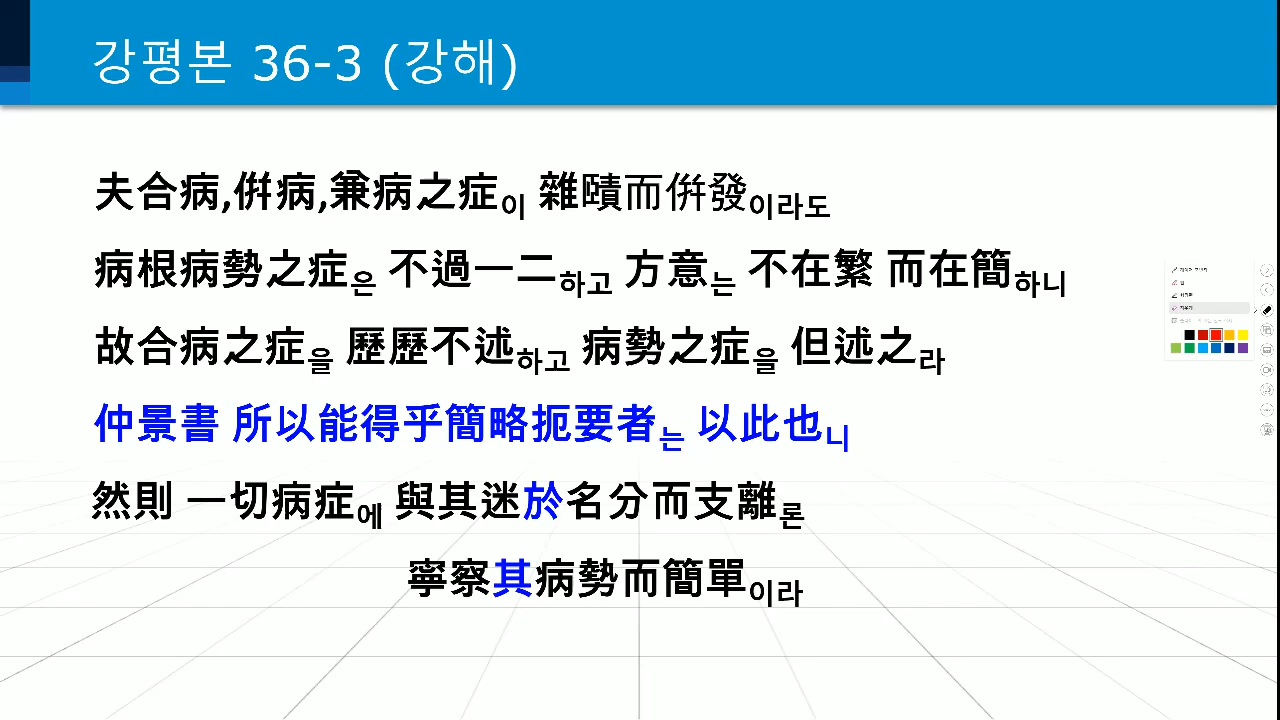 강평본 36-3 (강해)
夫合病,倂病,兼病之症이 雜賾而倂發이라도
病根病勢之症은 不過一二하고 方意는 不在繁 而在簡하니
故合病之症을 歷歷不述하고 病勢之症을 但述之라
仲景書 所以能得乎簡略扼要者는 以此也니
然則 一切病症에 與其迷於名分而支離론
寧察其病勢而簡單이라